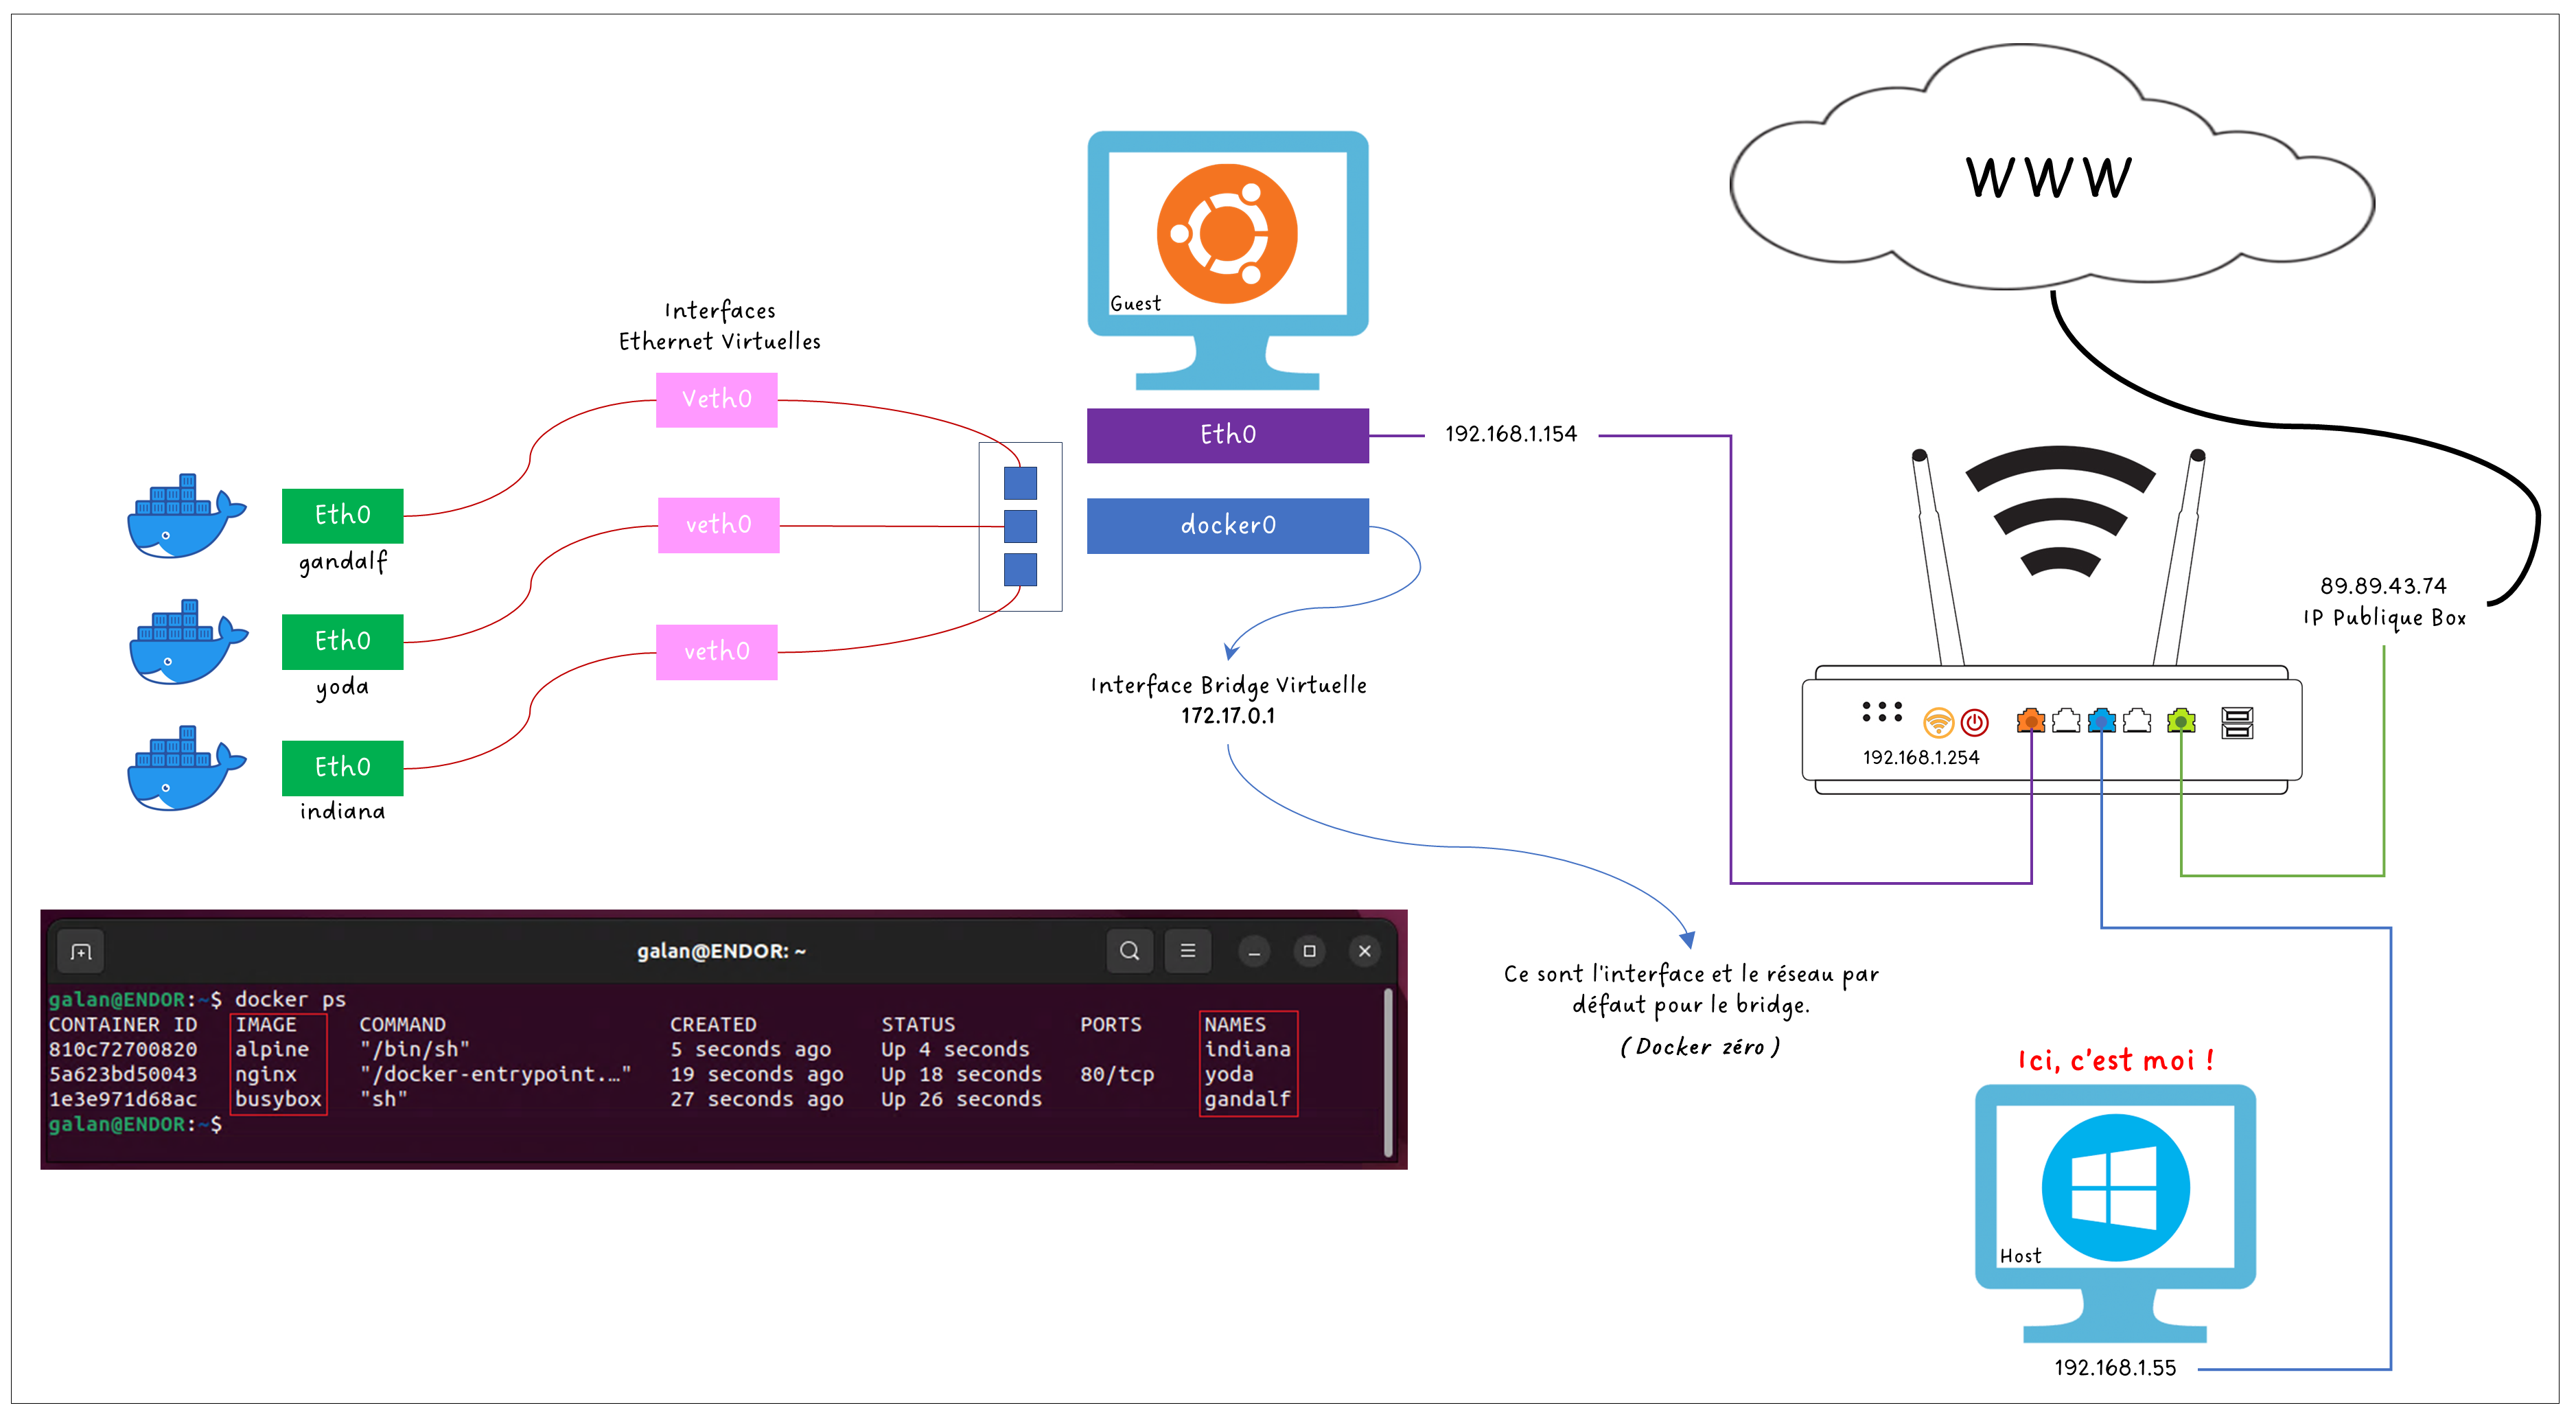 WWW
Guest
Interfaces
Ethernet Virtuelles
Veth0
Eth0
192.168.1.154
Eth0
gandalf
veth0
docker0
89.89.43.74
IP Publique Box
Eth0
yoda
veth0
Interface Bridge Virtuelle
172.17.0.1
192.168.1.254
Eth0
indiana
galan@ENDOR: ~
galan@ENDOR:~$ docker ps
CONTAINER ID IMAGE COMMAND CREATED STATUS PORTS NAMES
810c72700820 alpine "/bin/sh" 5 seconds ago Up 4 seconds indiana
5a623bd50043 nginx "/docker-entrypoint.…" 19 seconds ago Up 18 seconds 80/tcp yoda
1e3e971d68ac busybox "sh" 27 seconds ago Up 26 seconds gandalf
galan@ENDOR:~$
Ce sont l'interface et le réseau par
défaut pour le bridge.
( Docker zéro )
Ici, c'est moi !
Host
192.168.1.55